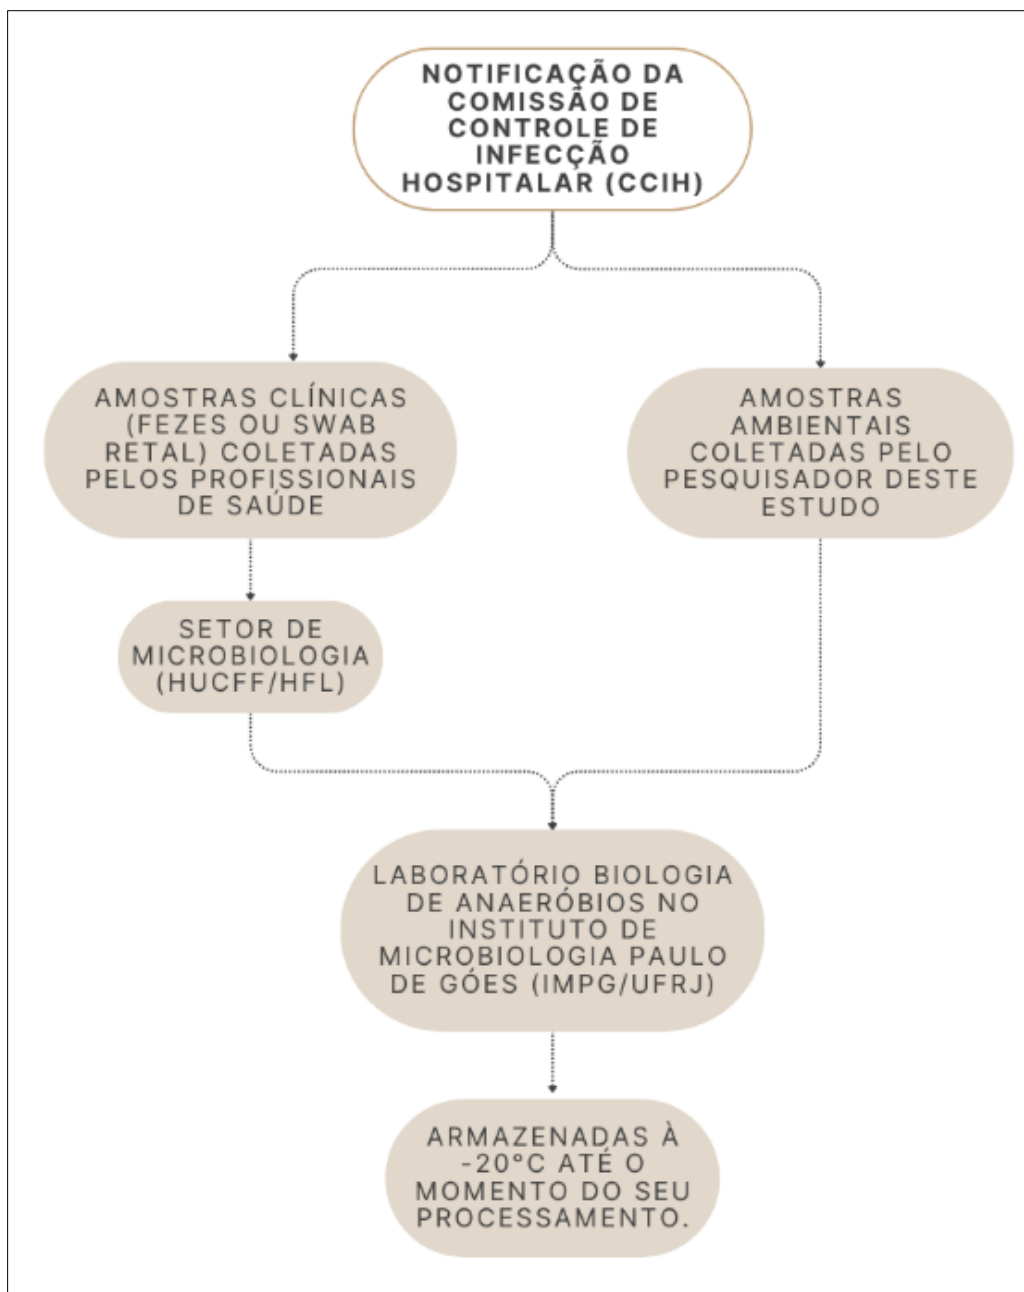 NOTIFICAÇÃO DA
COMISSÃO DE
CONTROLE DE
INFECÇÃO
HOSPITALAR (CCIH)
AMOSTRAS CLÍNICAS
(FEZES OU SWAB
RETAL) COLETADAS
PELOS PROFISSIONAIS
DE SAÚDE
AMOSTRAS
AMBIENTAIS
COLETADAS PELO
PESQUISADOR DESTE
ESTUDO
SETOR DE
MICROBIOLOGIA
(HUCFF/HFL)
LABORATÓRIO BIOLOGIA
DE ANAERÓBIOS NO
INSTITUTO DE
MICROBIOLOGIA PAULO
DE GÓES (IMPG/UFRJ)
ARMAZENADAS À
-20°C ATÉ O
MOMENTO DO SEU
PROCESSAMENTO.